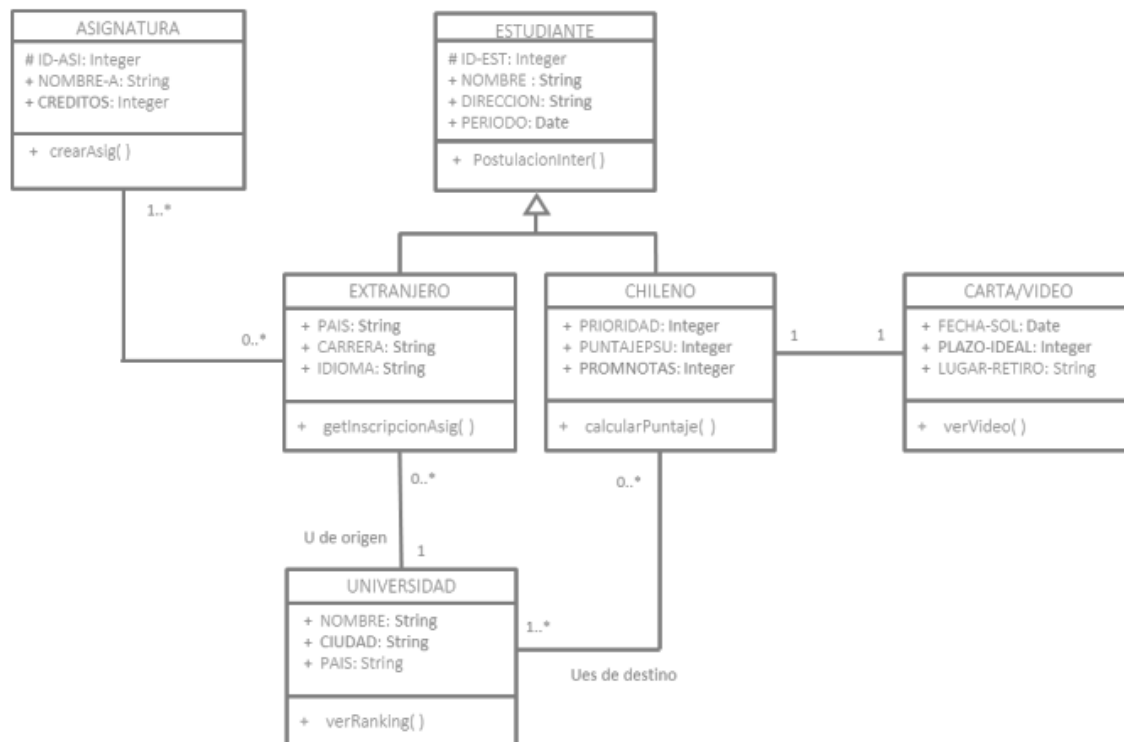 ASIGNATURA
# ID-ASI: Integer
+ NOMBRE-A: String
+ CREDITOS: Integer
+ crearAsig( )
ESTUDIANTE
# ID-EST: Integer
+ NOMBRE : String
+ DIRECCION: String
+ PERIODO: Date
+ PostulacionInter( )
1..*
0..*
EXTRANJERO
+ PAIS: String
+ CARRERA: String
+ IDIOMA: String
+ getInscripcionAsig( )
CHILENO
+ PRIORIDAD: Integer
+ PUNTAJEPSU: Integer
+ PROMNOTAS: Integer
+ calcularPuntaje( )
1
1
CARTA/VIDEO
+ FECHA-SOL: Date
+ PLAZO-IDEAL: Integer
+ LUGAR-RETIRO: String
+ verVideo( )
0..*
0..*
U de origen
1
UNIVERSIDAD
+ NOMBRE: String
+ CIUDAD: String
+ PAIS: String
+ verRanking( )
1..*
Ues de destino